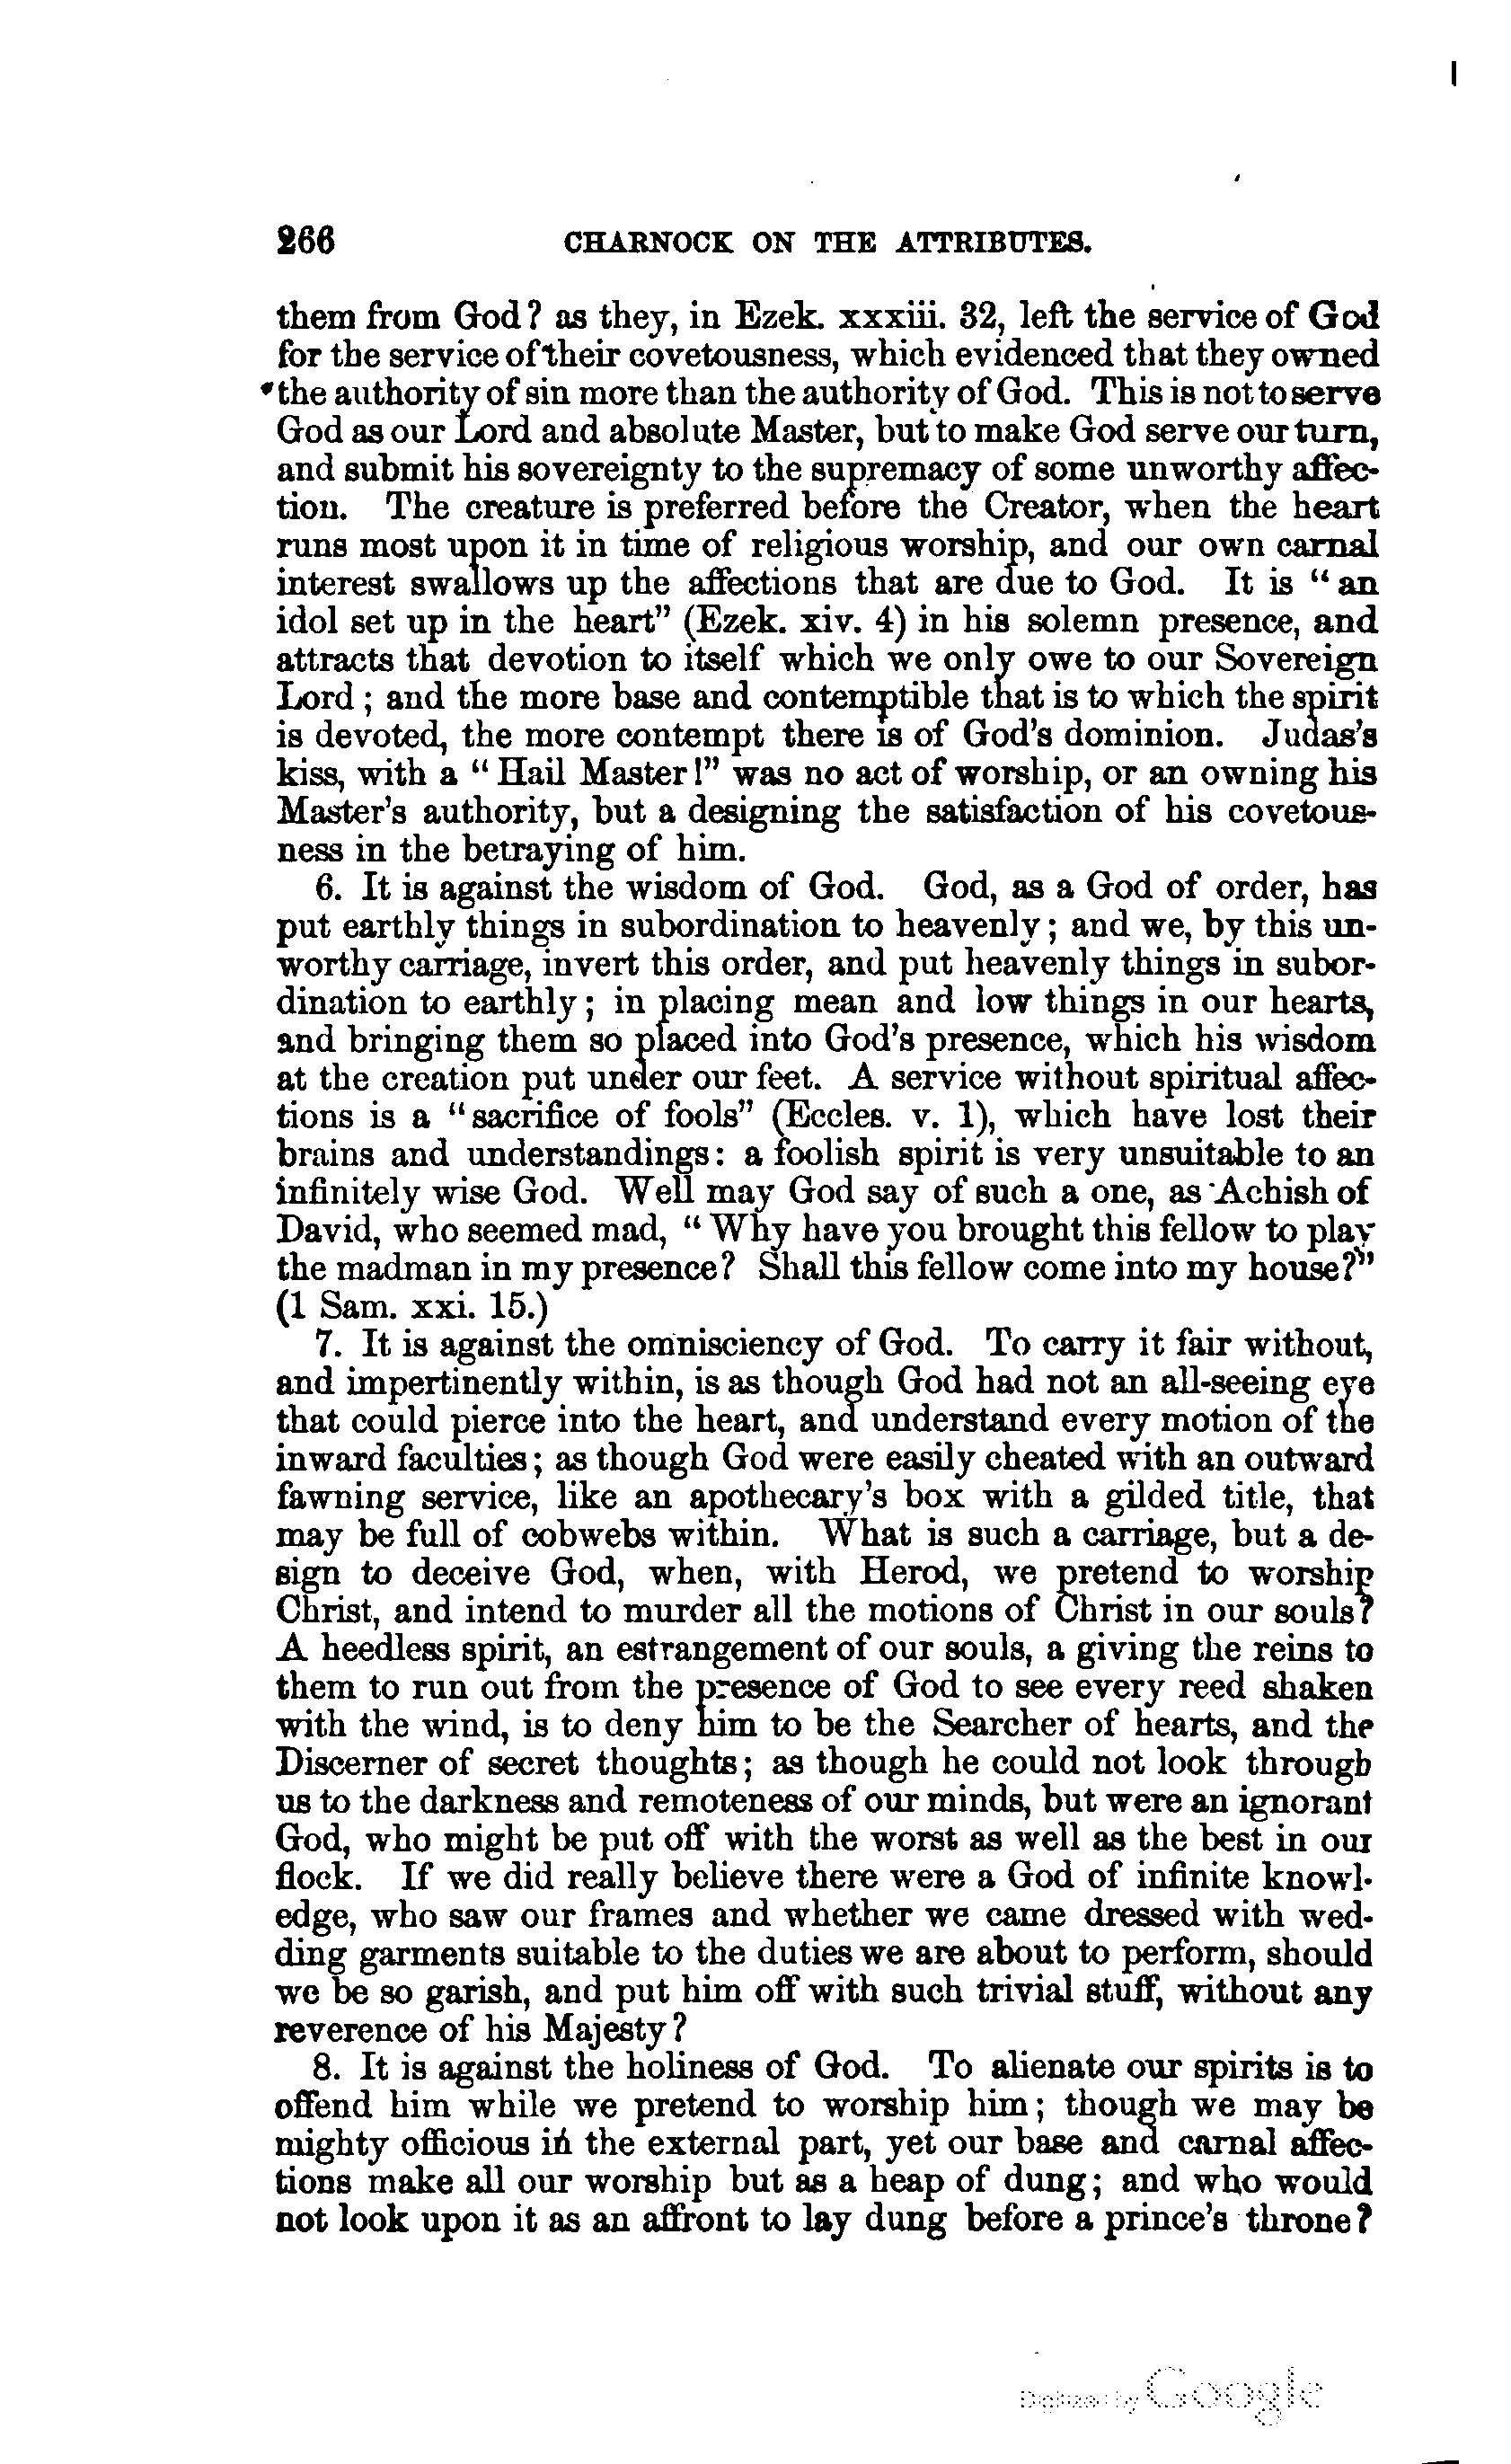 266 CHARNOCK ON THE ATTRIBUTES.
them from God? as they, in Ezek. xxxiii. 32, left the service of God
for the service of their covetousness, which evidenced that they owned
the authority of sin more than the authority of God. This is not to serve
God as our Lord and absolute Master, but to make God serve our turn,
and submit his sovereignty to the supremacy of some unworthy affec-
tion. The creature is preferred before the Creator, when the heart
runs most upon it in time of religious worship, and our own carnal
interest swallows up the affections that are due to God. It is "an
idol set up in the heart" (Ezek. xiv. 4) in his solemn presence, and
attracts that devotion to itself which we only owe to our Sovereign
Lord; and the more base and contemptible that is to which the spirit
is devoted, the more contempt there is of God's dominion. Judas's
kiss, with a "Hail Master!" was no act of worship, or an owning his
Master's authority, but a designing the satisfaction of his covetous-
ness in the betraying of him.
6. It is against the wisdom of God. God, as a God of order, has
put earthly things in subordination to heavenly; and we, by this un-
worthy carriage, invert this order, and put heavenly things in subor-
dination to earthly; in placing mean and low things in our hearts,
and bringing them so placed into God's presence, which his wisdom
at the creation put under our feet. A service without spiritual affec-
tions is a "sacrifice of fools" (Eccles. v. 1), which have lost their
brains and understandings: a foolish spirit is very unsuitable to an
infinitely wise God. Well may God say of such a one, as Achish of
David, who seemed mad, "Why have you brought this fellow to play
the madman in my presence? Shall this fellow come into my house?"
(1 Sam. xxi. 15.)
7. It is against the omnisciency of God. To carry it fair without,
and impertinently within, is as though God had not an all-seeing eye
that could pierce into the heart, and understand every motion of the
inward faculties; as though God were easily cheated with an outward
fawning service, like an apothecary's box with a gilded title, that
may be full of cobwebs within. What is such a carriage, but a de-
sign to deceive God, when, with Herod, we pretend to worship
Christ, and intend to murder all the motions of Christ in our souls?
A heedless spirit, an estrangement of our souls, a giving the reins to
them to run out from the presence of God to see every reed shaken
with the wind, is to deny him to be the Searcher of hearts, and the
Discerner of secret thoughts; as though he could not look through
us to the darkness and remoteness of our minds, but were an ignorant
God, who might be put off with the worst as well as the best in our
flock. If we did really believe there were a God of infinite knowl-
edge, who saw our frames and whether we came dressed with wed-
ding garments suitable to the duties we are about to perform, should
we be so garish, and put him off with such trivial stuff, without any
reverence of his Majesty?
8. It is against the holiness of God. To alienate our spirits is to
offend him while we pretend to worship him; though we may be
mighty officious in the external part, yet our base and carnal affec-
tions make all our worship but as a heap of dung; and who would
not look upon it as an affront to lay dung before a prince's throne?
Digitized by Google